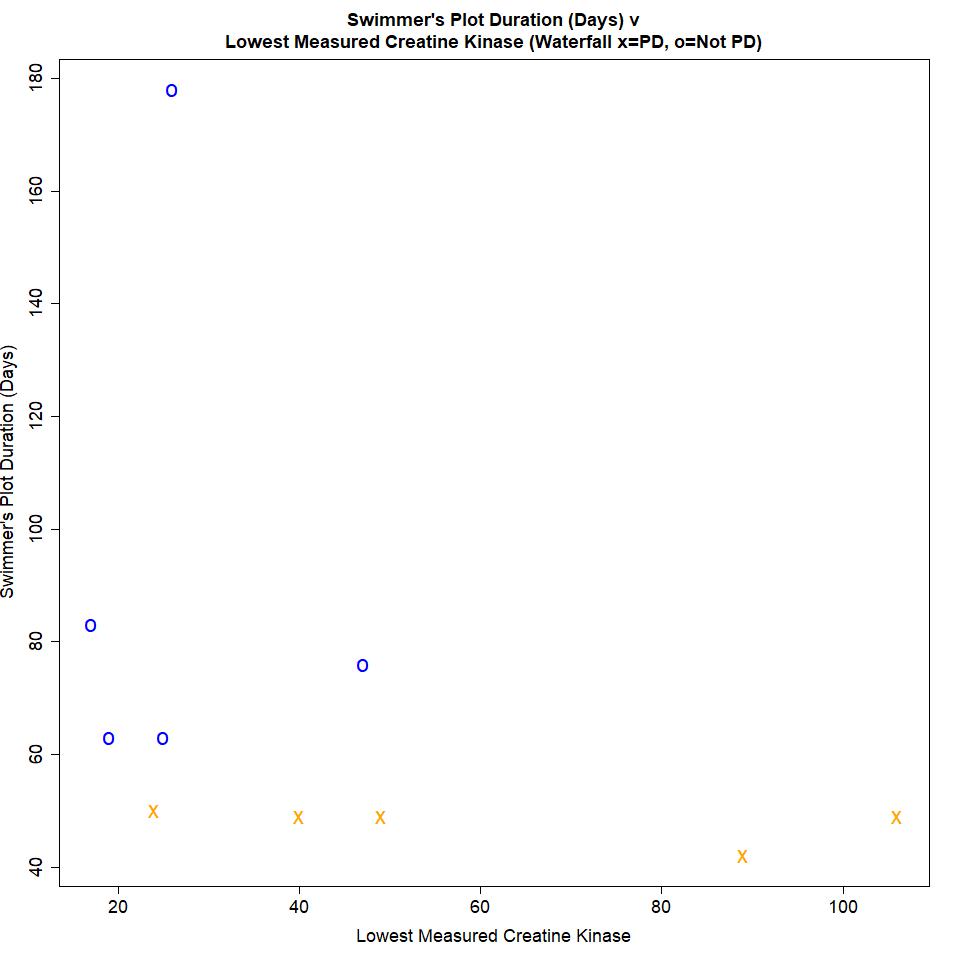 Swimmer's Plot Duration (Days) v
Lowest Measured Creatine Kinase (Waterfall x=PD, o=Not PD)
Swimmer's Plot Duration (Days)
180
160
140
120
100
80
60
40
o
o
o
o
o
x
x
x
x
x
20
40
60
80
100
Lowest Measured Creatine Kinase